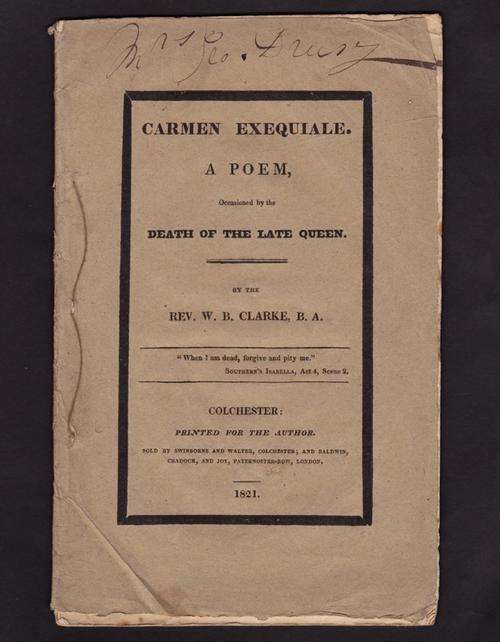 Mrs Geo. Drury
CARMEN EXEQUIALE.
A POEM,
Occasioned by the
DEATH OF THE LATE QUEEN.
BY THE
REV. W. B. CLARKE, B. A.
"When I am dead, forgive and pity me."
SOUTHERN'S ISABELLA, Act 4, Scene 2.
COLCHESTER:
PRINTED FOR THE AUTHOR.
SOLD BY SWINBORNE AND WALTER, COLCHESTER; AND BALDWIN,
CRADOCK, AND JOY, PATERNOSTER-ROW, LONDON.
1821.